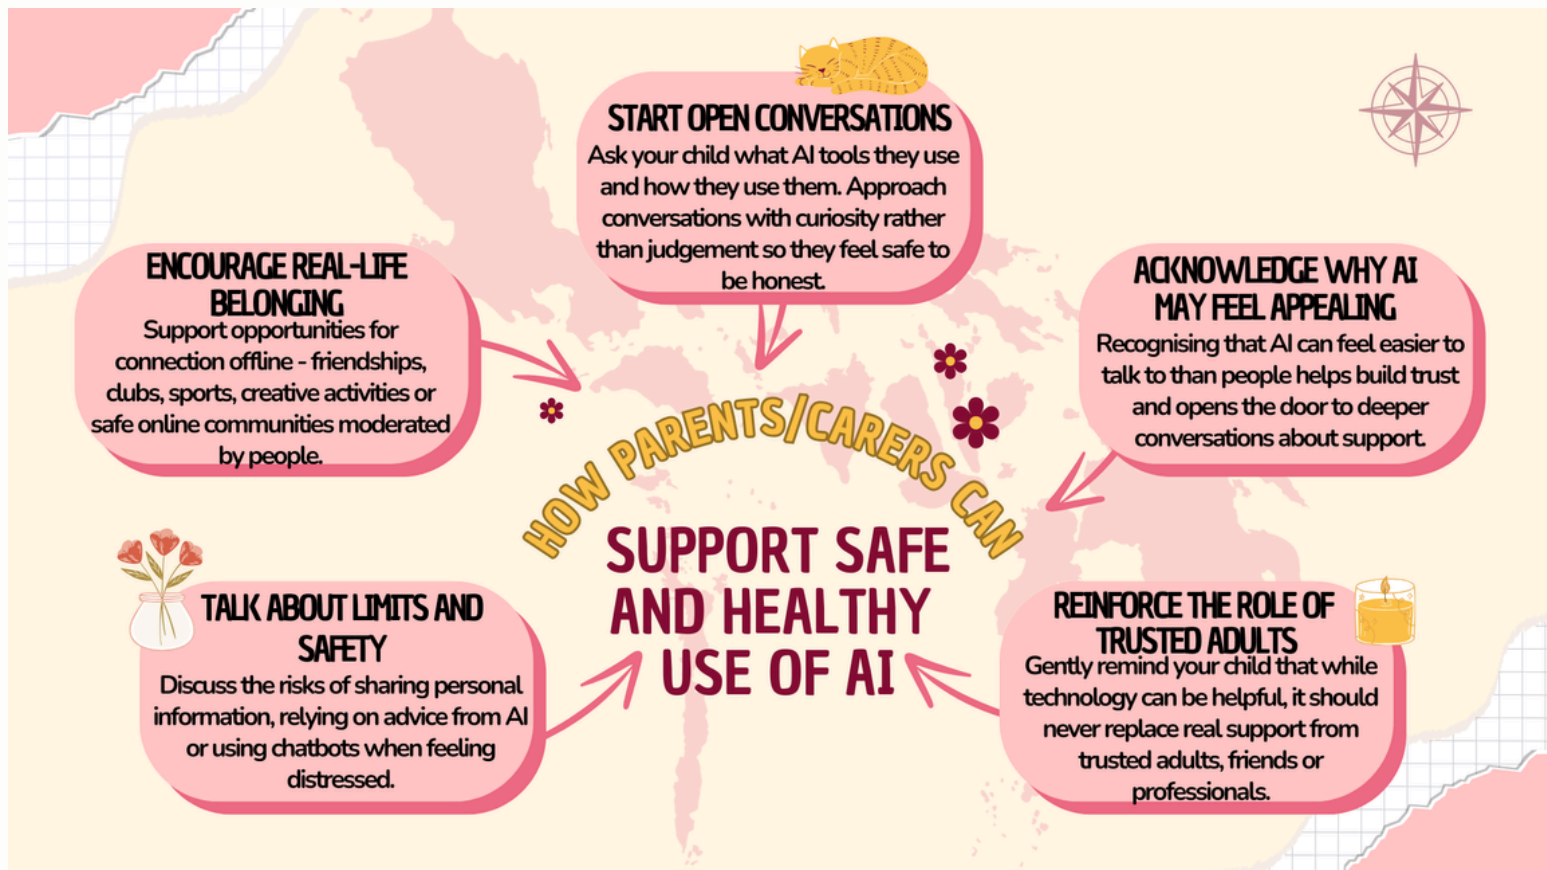 START OPEN CONVERSATIONS
Ask your child what AI tools they use
and how they use them. Approach
conversations with curiosity rather
than judgement so they feel safe to
be honest.
ENCOURAGE REAL-LIFE
BELONGING
Support opportunities for
connection offline - friendships,
clubs, sports, creative activities or
safe online communities moderated
by people.
ACKNOWLEDGE WHY AI
MAY FEEL APPEALING
Recognising that AI can feel easier to
talk to than people helps build trust
and opens the door to deeper
conversations about support.
HOW PARENTS/CARERS CAN
SUPPORT SAFE
AND HEALTHY
USE OF AI
TALK ABOUT LIMITS AND
SAFETY
Discuss the risks of sharing personal
information, relying on advice from AI
or using chatbots when feeling
distressed.
REINFORCE THE ROLE OF
TRUSTED ADULTS
Gently remind your child that while
technology can be helpful, it should
never replace real support from
trusted adults, friends or
professionals.